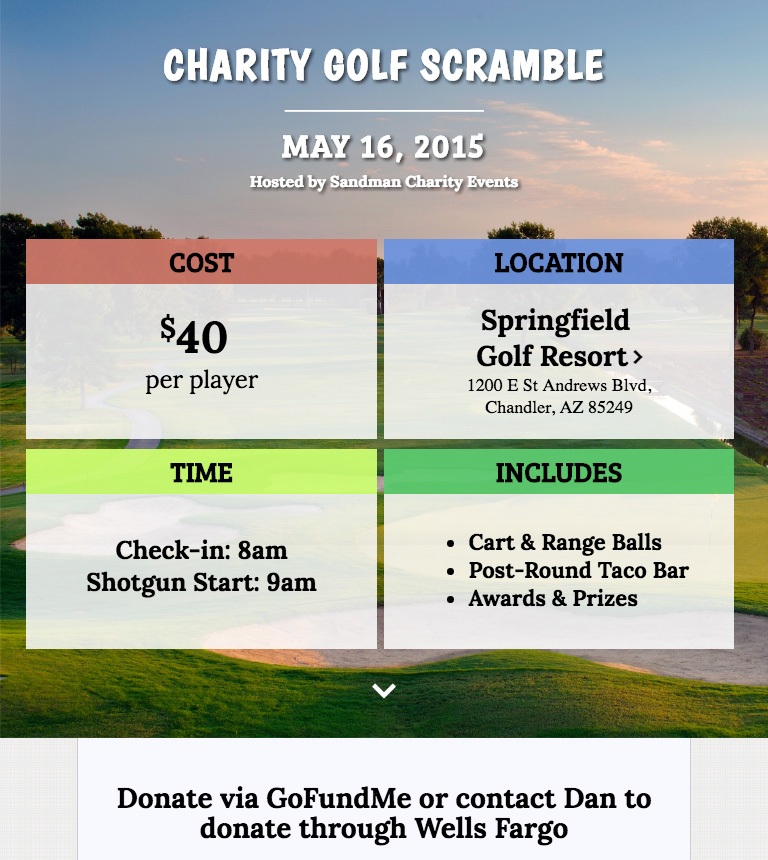 CHARITY GOLF SCRAMBLE
MAY 16, 2015
Hosted by Sandman Charity Events
COST
$40
per player
LOCATION
Springfield
Golf Resort ›
1200 E St Andrews Blvd,
Chandler, AZ 85249
TIME
Check-in: 8am
Shotgun Start: 9am
INCLUDES
• Cart & Range Balls
• Post-Round Taco Bar
• Awards & Prizes
Donate via GoFundMe or contact Dan to
donate through Wells Fargo